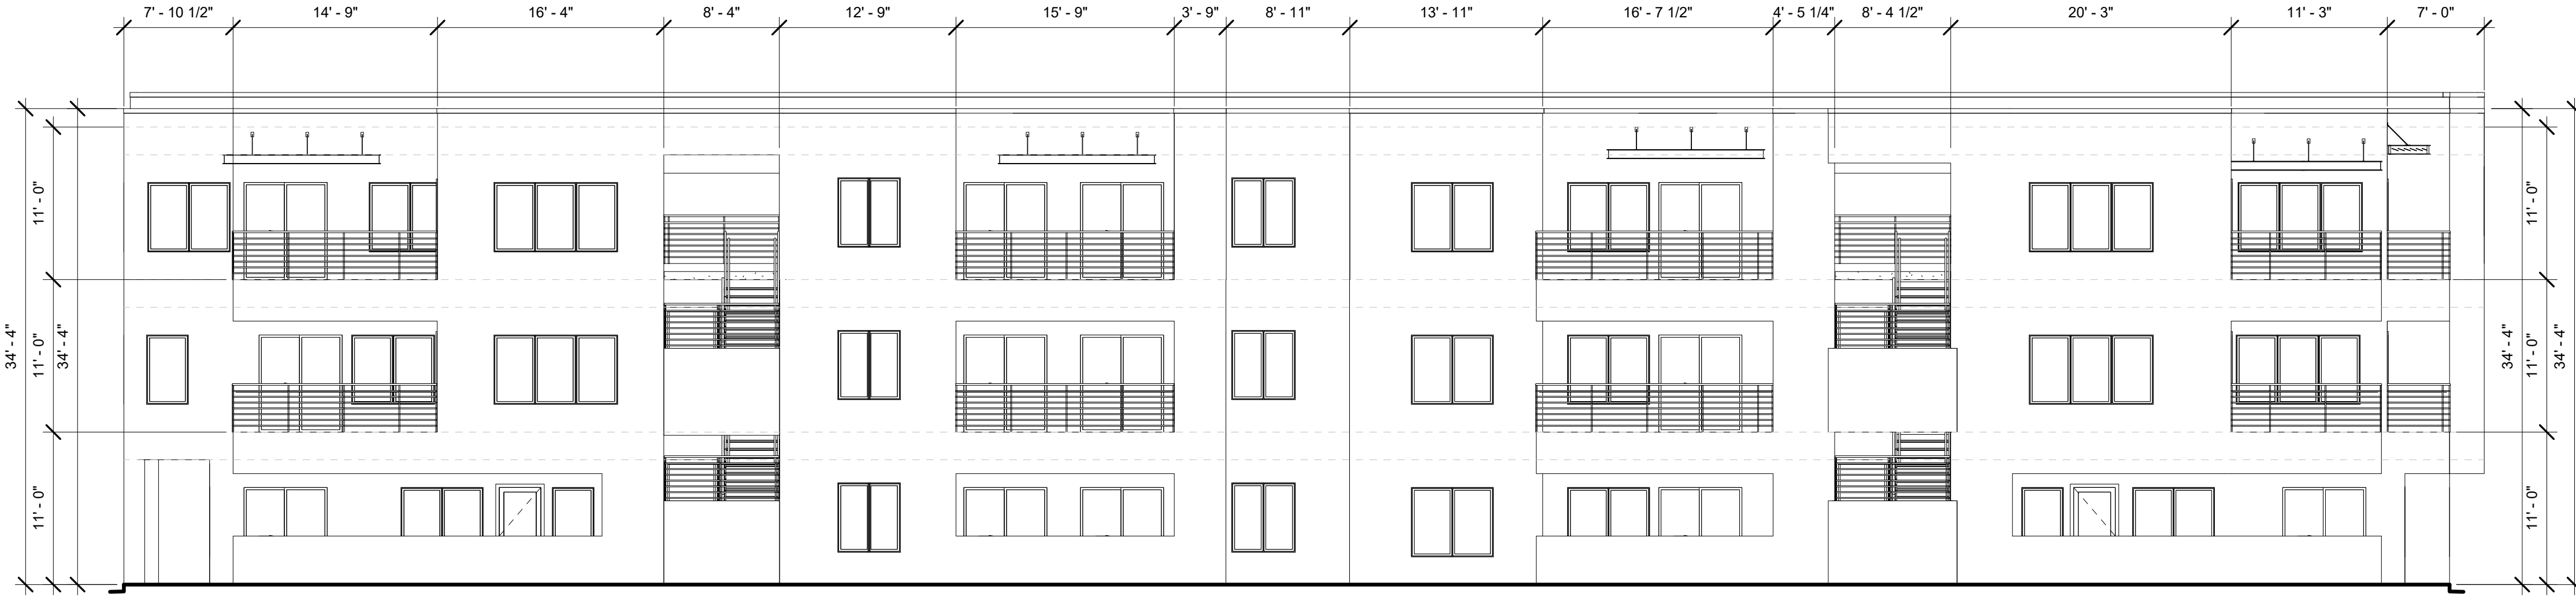 7' - 10 1/2"
14' - 9"
16' - 4"
8' - 4"
12' - 9"
15' - 9"
3' - 9"
8' - 11"
13' - 11"
16' - 7 1/2"
4' - 5 1/4"
8' - 4 1/2"
20' - 3"
11' - 3"
7' - 0"
34' - 4"
11' - 0"
11' - 0"
11' - 0"
34' - 4"
34' - 4"
11' - 0"
11' - 0"
11' - 0"
34' - 4"